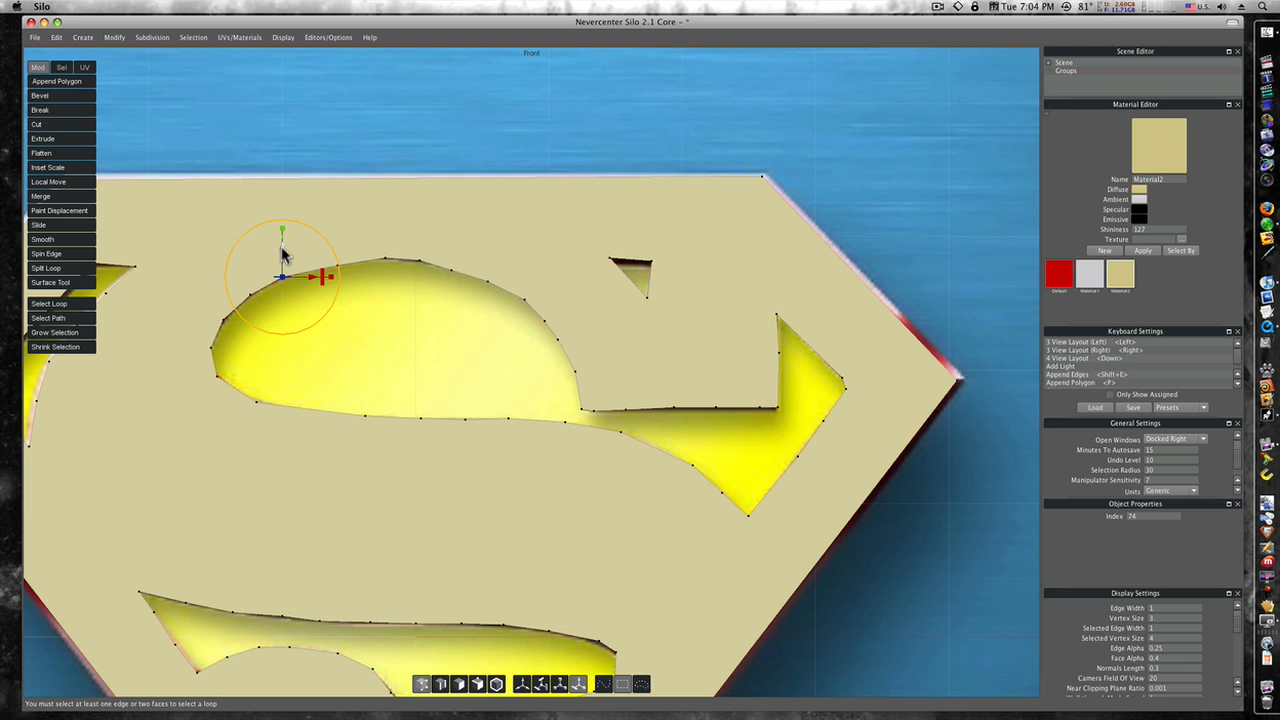 Silo
Tue 7:04 PM
81°
U: 2.60GB
F: 11.71GB
U.S.
Nevercenter Silo 2.1 Core – *
File Edit Create Modify Subdivision Selection UVs/Materials Display Editors/Options Help
Front
Mod Sel UV
Append Polygon
Bevel
Break
Cut
Extrude
Flatten
Inset Scale
Local Move
Merge
Paint Displacement
Slide
Smooth
Spin Edge
Split Loop
Surface Tool
Select Loop
Select Path
Grow Selection
Shrink Selection
Scene Editor
Scene
Groups
Material Editor
Name Material2
Diffuse
Ambient
Specular
Emissive
Shininess 127
Texture ...
New Apply Select By
Default Material1 Material2
Keyboard Settings
3 View Layout (Left) <Left>
3 View Layout (Right) <Right>
4 View Layout <Down>
Add Light
Append Edges <Shift+E>
Append Polygon <P>
Only Show Assigned
Load Save Presets
General Settings
Open Windows Docked Right
Minutes To Autosave 15
Undo Level 10
Selection Radius 30
Manipulator Sensitivity 7
Units Generic
Object Properties
Index 74
Display Settings
Edge Width 1
Vertex Size 3
Selected Edge Width 1
Selected Vertex Size 4
Edge Alpha 0.25
Face Alpha 0.4
Normals Length 0.3
Camera Field Of View 20
Near Clipping Plane Ratio 0.001
You must select at least one edge or two faces to select a loop